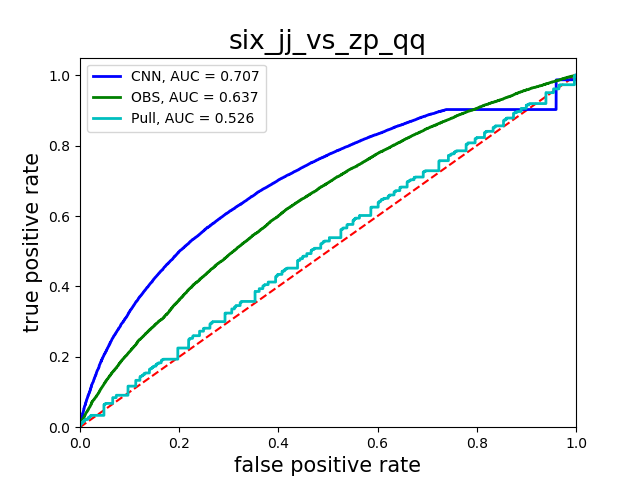 six_jj_vs_zp_qq
CNN, AUC = 0.707
OBS, AUC = 0.637
Pull, AUC = 0.526
1.0
0.8
0.6
0.4
0.2
0.0
true positive rate
0.0 0.2 0.4 0.6 0.8 1.0
false positive rate